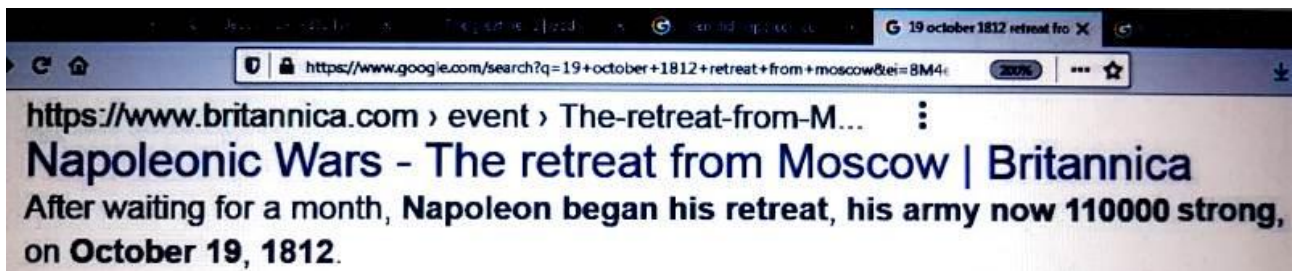 19 october 1812 retreat fro
https://www.google.com/search?q=19+october+1812+retreat+from+moscow&ei=8M4
200%
https://www.britannica.com › event › The-retreat-from-M...
Napoleonic Wars - The retreat from Moscow | Britannica
After waiting for a month, Napoleon began his retreat, his army now 110000 strong,
on October 19, 1812.